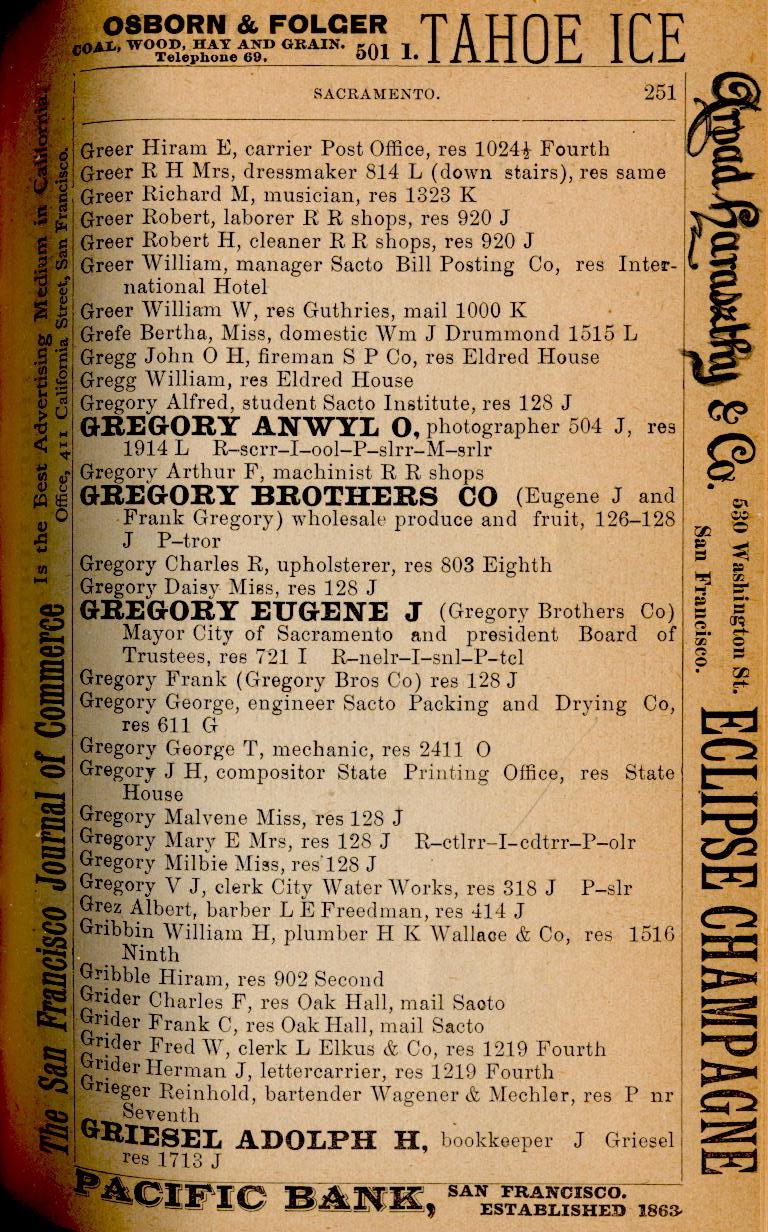 OSBORN & FOLGER
COAL, WOOD, HAY AND GRAIN. 501 I.
Telephone 69.
TAHOE ICE
SACRAMENTO. 251
Greer Hiram E, carrier Post Office, res 1024½ Fourth
Greer R H Mrs, dressmaker 814 L (down stairs), res same
Greer Richard M, musician, res 1323 K
Greer Robert, laborer R R shops, res 920 J
Greer Robert H, cleaner R R shops, res 920 J
Greer William, manager Sacto Bill Posting Co, res Inter-
national Hotel
Greer William W, res Guthries, mail 1000 K
Grefe Bertha, Miss, domestic Wm J Drummond 1515 L
Gregg John O H, fireman S P Co, res Eldred House
Gregg William, res Eldred House
Gregory Alfred, student Sacto Institute, res 128 J
GREGORY ANWYL O, photographer 504 J, res
1914 L R-scrr-I-ool-P-slrr-M-srlr
Gregory Arthur F, machinist R R shops
GREGORY BROTHERS CO (Eugene J and
Frank Gregory) wholesale produce and fruit, 126-128
J P-tror
Gregory Charles R, upholsterer, res 803 Eighth
Gregory Daisy Miss, res 128 J
GREGORY EUGENE J (Gregory Brothers Co)
Mayor City of Sacramento and president Board of
Trustees, res 721 I R-nelr-I-snl-P-tcl
Gregory Frank (Gregory Bros Co) res 128 J
Gregory George, engineer Sacto Packing and Drying Co,
res 611 G
Gregory George T, mechanic, res 2411 O
Gregory J H, compositor State Printing Office, res State
House
Gregory Malvene Miss, res 128 J
Gregory Mary E Mrs, res 128 J R-ctlrr-I-cdtrr-P-olr
Gregory Milbie Miss, res 128 J
Gregory V J, clerk City Water Works, res 318 J P-slr
Grez Albert, barber L E Freedman, res 414 J
Gribbin William H, plumber H K Wallace & Co, res 1516
Ninth
Gribble Hiram, res 902 Second
Grider Charles F, res Oak Hall, mail Sacto
Grider Frank C, res Oak Hall, mail Sacto
Grider Fred W, clerk L Elkus & Co, res 1219 Fourth
Grider Herman J, lettercarrier, res 1219 Fourth
Grieger Reinhold, bartender Wagener & Mechler, res P nr
Seventh
GRIESEL ADOLPH H, bookkeeper J Griesel
res 1713 J
PACIFIC BANK, SAN FRANCISCO.
ESTABLISHED 1863.
The San Francisco Journal of Commerce Is the Best Advertising Medium in California.
Office, 411 California Street, San Francisco.
Arpad Haraszthy & Co. 530 Washington St.
San Francisco.
ECLIPSE CHAMPAGNE